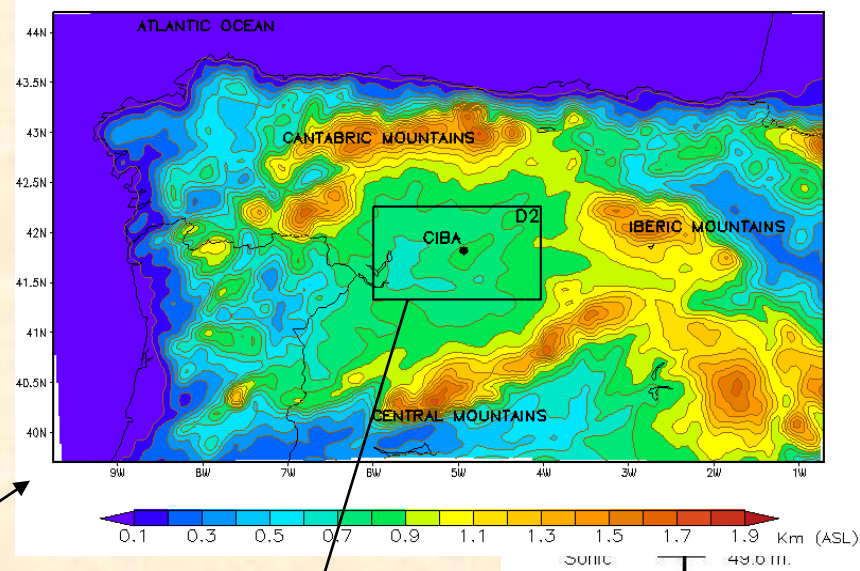 ATLANTIC OCEAN
44N
43.5N
43N
CANTABRIC MOUNTAINS
42.5N
42N
D2
CIBA
IBERIC MOUNTAINS
41.5N
41N
40.5N
CENTRAL MOUNTAINS
40N
9W 8W 7W 6W 5W 4W 3W 2W 1W
0.1 0.3 0.5 0.7 0.9 1.1 1.3 1.5 1.7 1.9 Km (ASL)
Sonic 49.6 m.